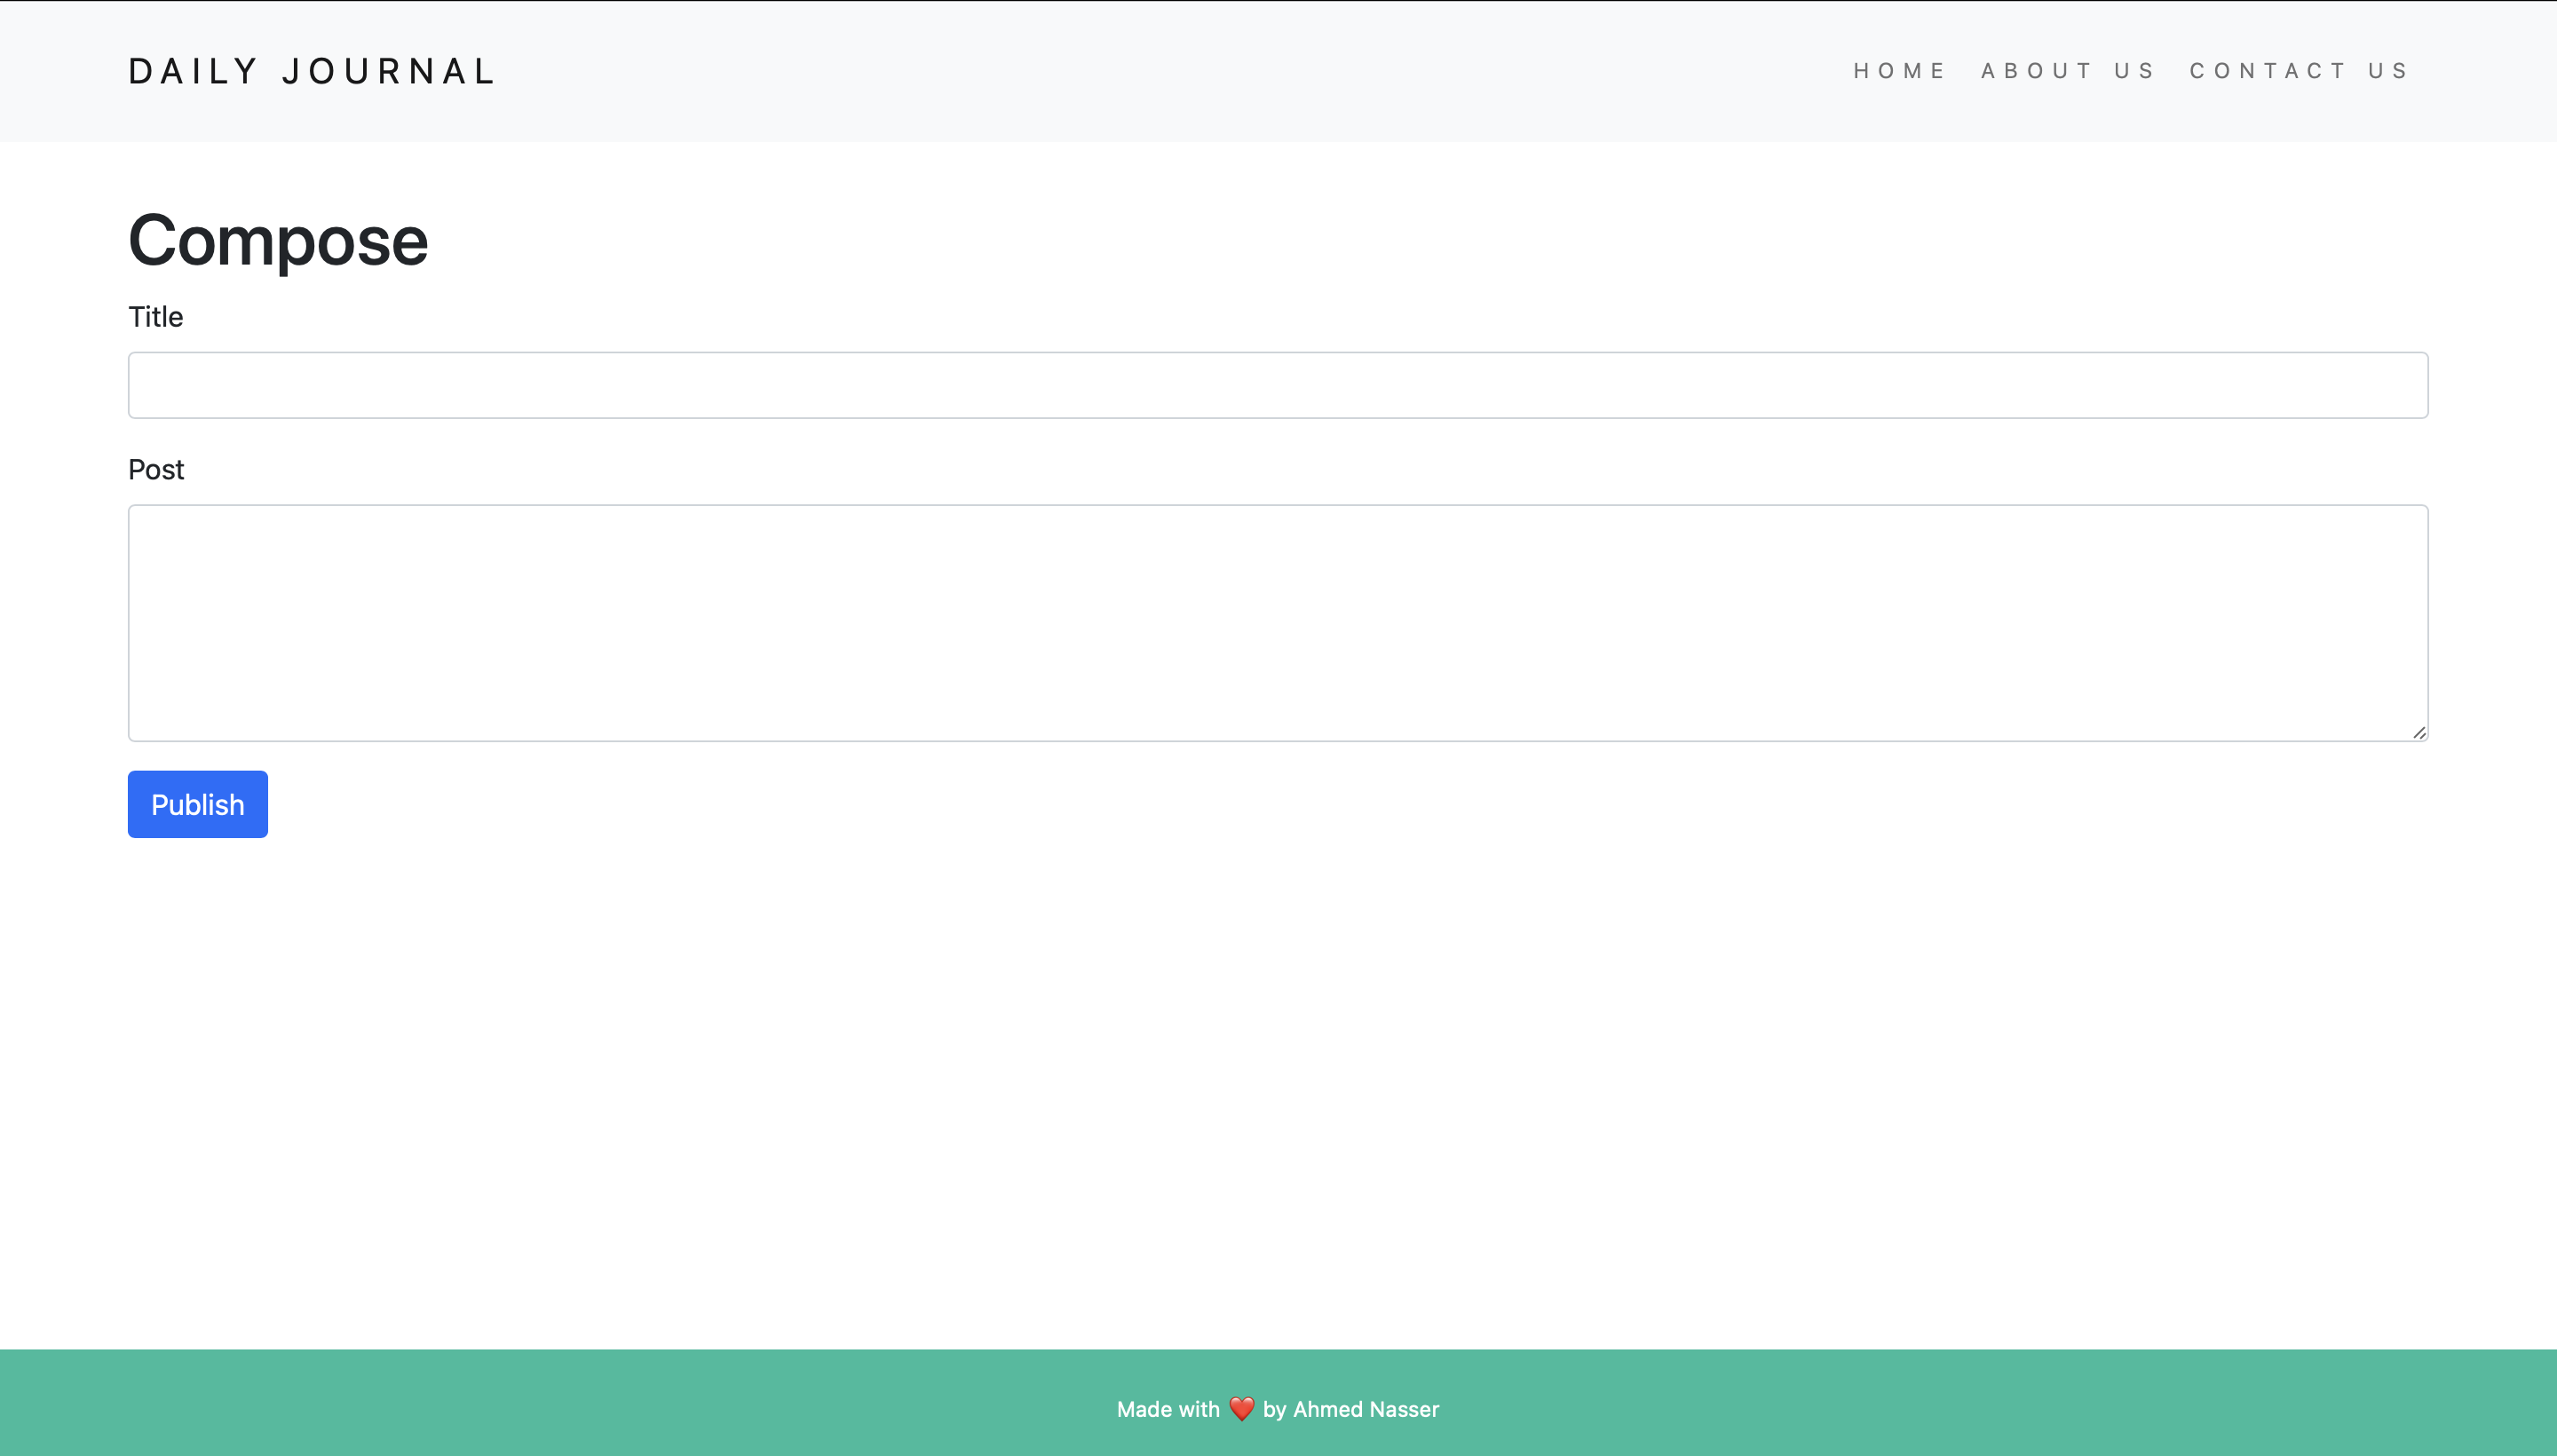 DAILY JOURNAL
HOME ABOUT US CONTACT US
Compose
Title
Post
Publish
Made with ❤️ by Ahmed Nasser